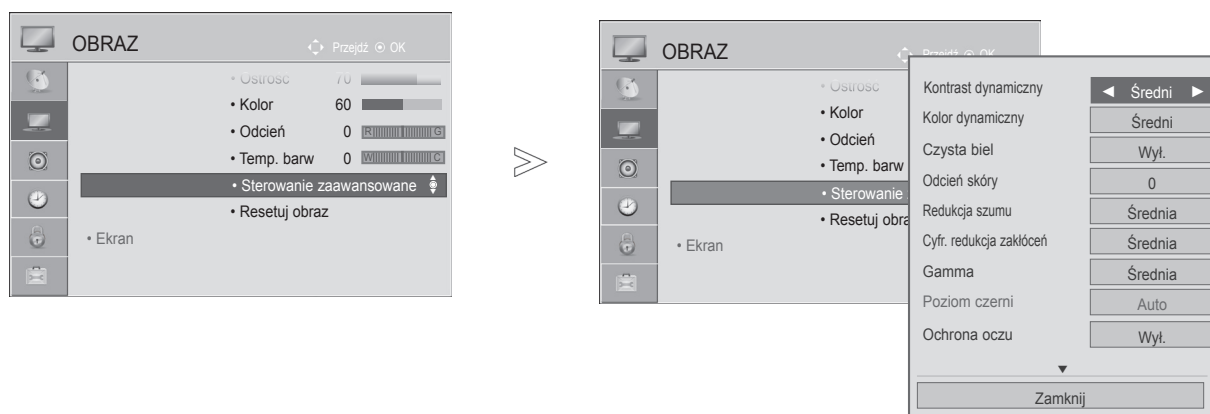 OBRAZ
Przejdź OK
• Ostrość 70
• Kolor 60
• Odcień 0 R G
• Temp. barw 0 W C
• Sterowanie zaawansowane
• Resetuj obraz
• Ekran
OBRAZ
Przejdź OK
• Ostrość
• Kolor
• Odcień
• Temp. barw
• Sterowanie
• Resetuj obra
• Ekran
Kontrast dynamiczny ◄ Średni ►
Kolor dynamiczny Średni
Czysta biel Wył.
Odcień skóry 0
Redukcja szumu Średnia
Cyfr. redukcja zakłóceń Średnia
Gamma Średnia
Poziom czerni Auto
Ochrona oczu Wył.
▼
Zamknij